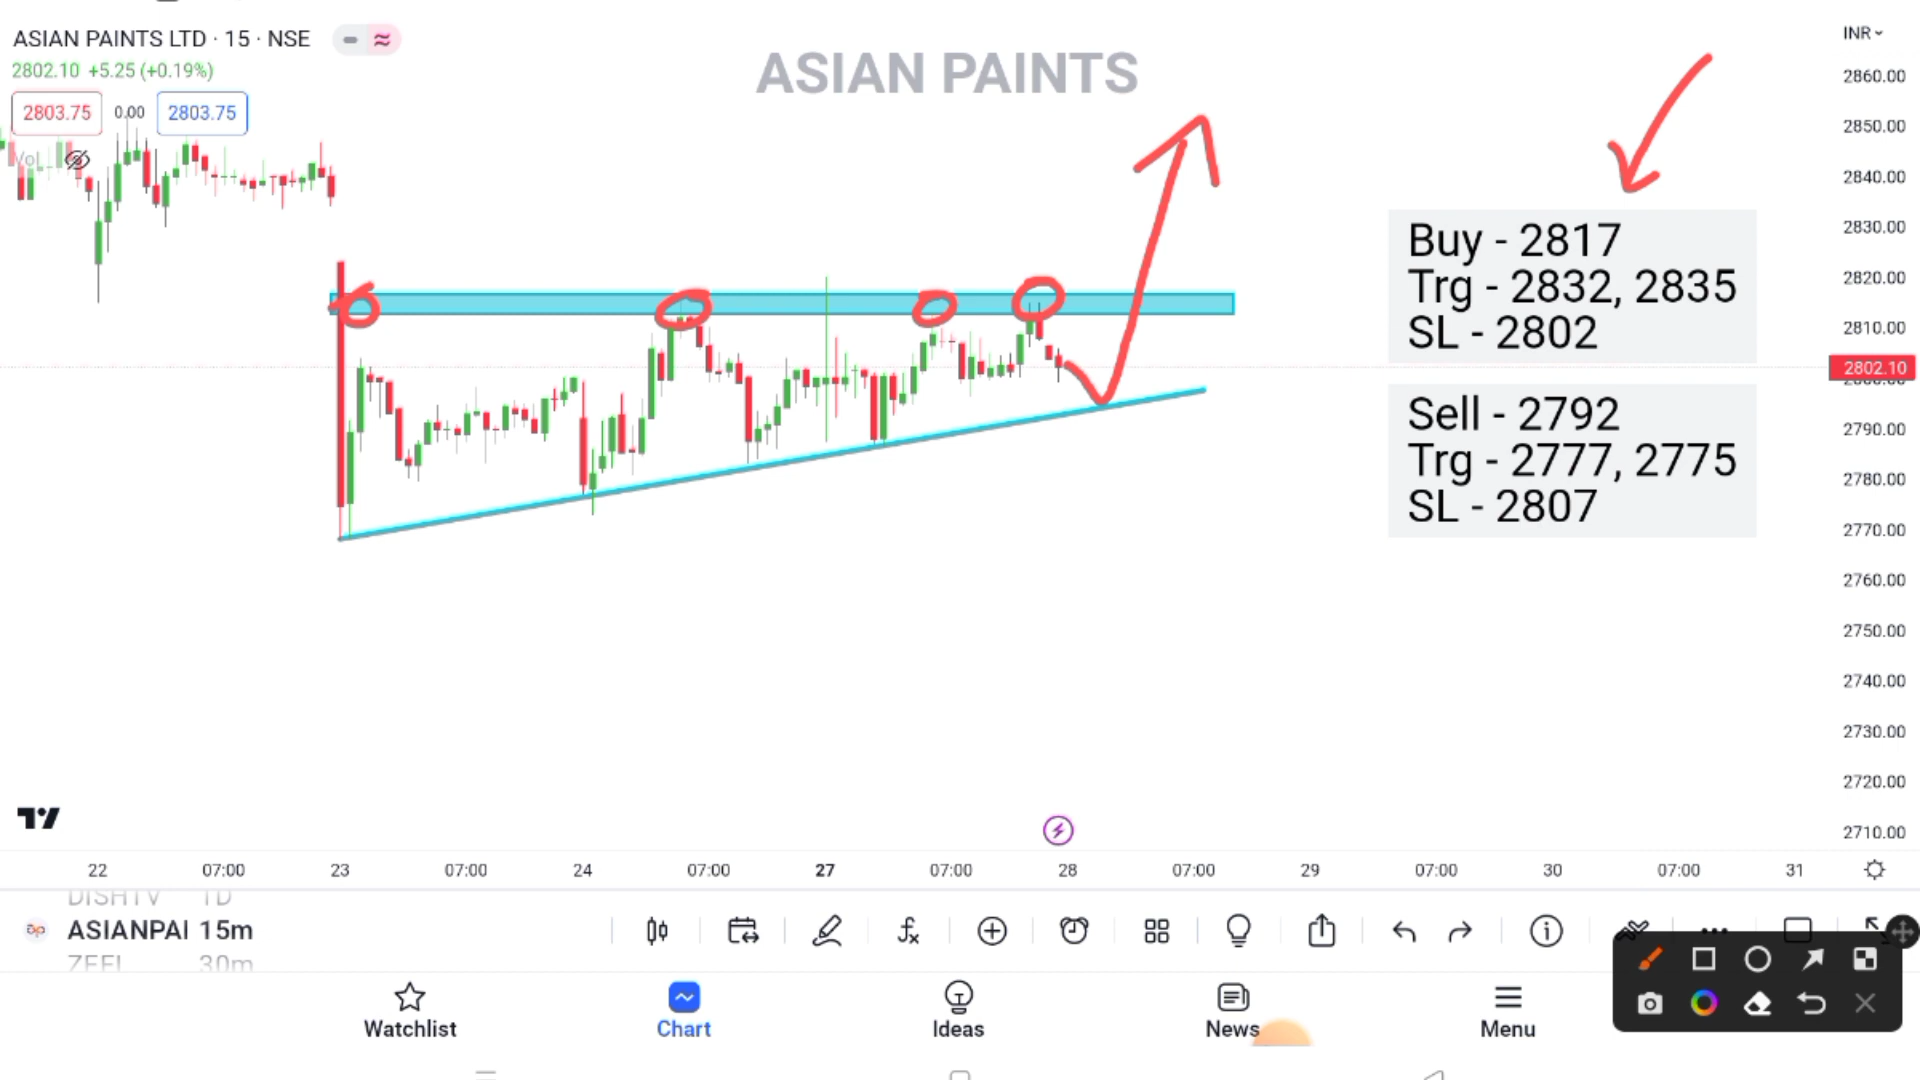 ASIAN PAINTS LTD · 15 · NSE
2802.10 +5.25 (+0.19%)
2803.75 0.00 2803.75
Vol
ASIAN PAINTS
INR
2860.00
2850.00
2840.00
2830.00
2820.00
2810.00
2802.10
2790.00
2780.00
2770.00
2760.00
2750.00
2740.00
2730.00
2720.00
2710.00
Buy - 2817
Trg - 2832, 2835
SL - 2802
Sell - 2792
Trg - 2777, 2775
SL - 2807
22 07:00 23 07:00 24 07:00 27 07:00 28 07:00 29 07:00 30 07:00 31
DISHTV 1D
ASIANPAI 15m
ZEEL 30m
Watchlist Chart Ideas News Menu